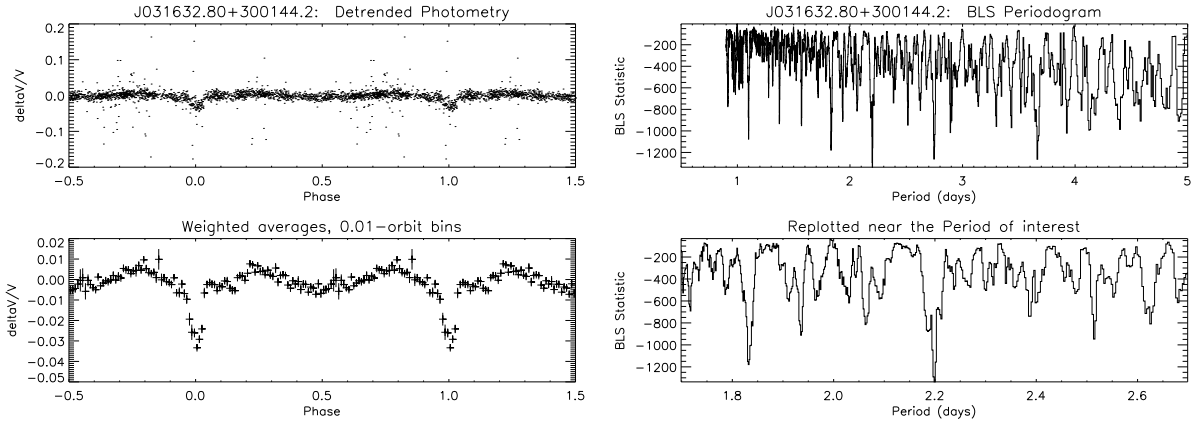 J031632.80+300144.2: Detrended Photometry
0.2
0.1
0.0
-0.1
-0.2
deltaV/V
-0.5 0.0 0.5 1.0 1.5
Phase
J031632.80+300144.2: BLS Periodogram
-200
-400
-600
-800
-1000
-1200
BLS Statistic
1 2 3 4 5
Period (days)
Weighted averages, 0.01-orbit bins
0.02
0.01
0.00
-0.01
-0.02
-0.03
-0.04
-0.05
deltaV/V
-0.5 0.0 0.5 1.0 1.5
Phase
Replotted near the Period of interest
-200
-400
-600
-800
-1000
-1200
BLS Statistic
1.8 2.0 2.2 2.4 2.6
Period (days)